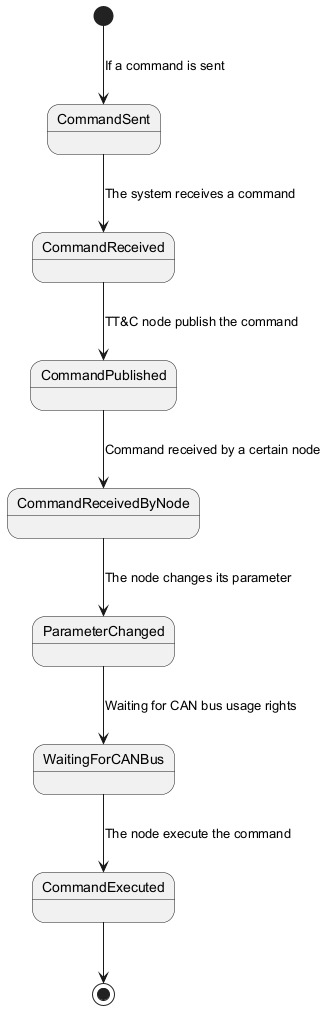 If a command is sent
CommandSent
The system receives a command
CommandReceived
TT&C node publish the command
CommandPublished
Command received by a certain node
CommandReceivedByNode
The node changes its parameter
ParameterChanged
Waiting for CAN bus usage rights
WaitingForCANBus
The node execute the command
CommandExecuted